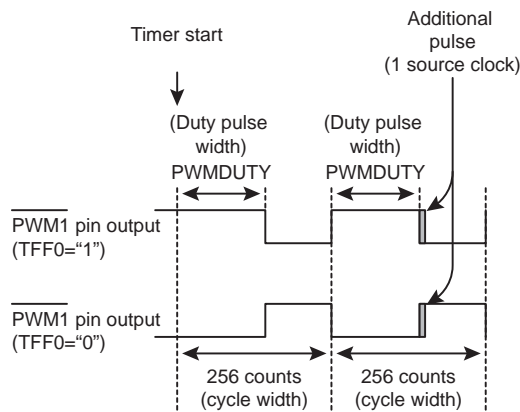 Timer start
Additional
pulse
(1 source clock)
(Duty pulse
width)
PWMDUTY
(Duty pulse
width)
PWMDUTY
PWM1 pin output
(TFF0=“1”)
PWM1 pin output
(TFF0=“0”)
256 counts
(cycle width)
256 counts
(cycle width)